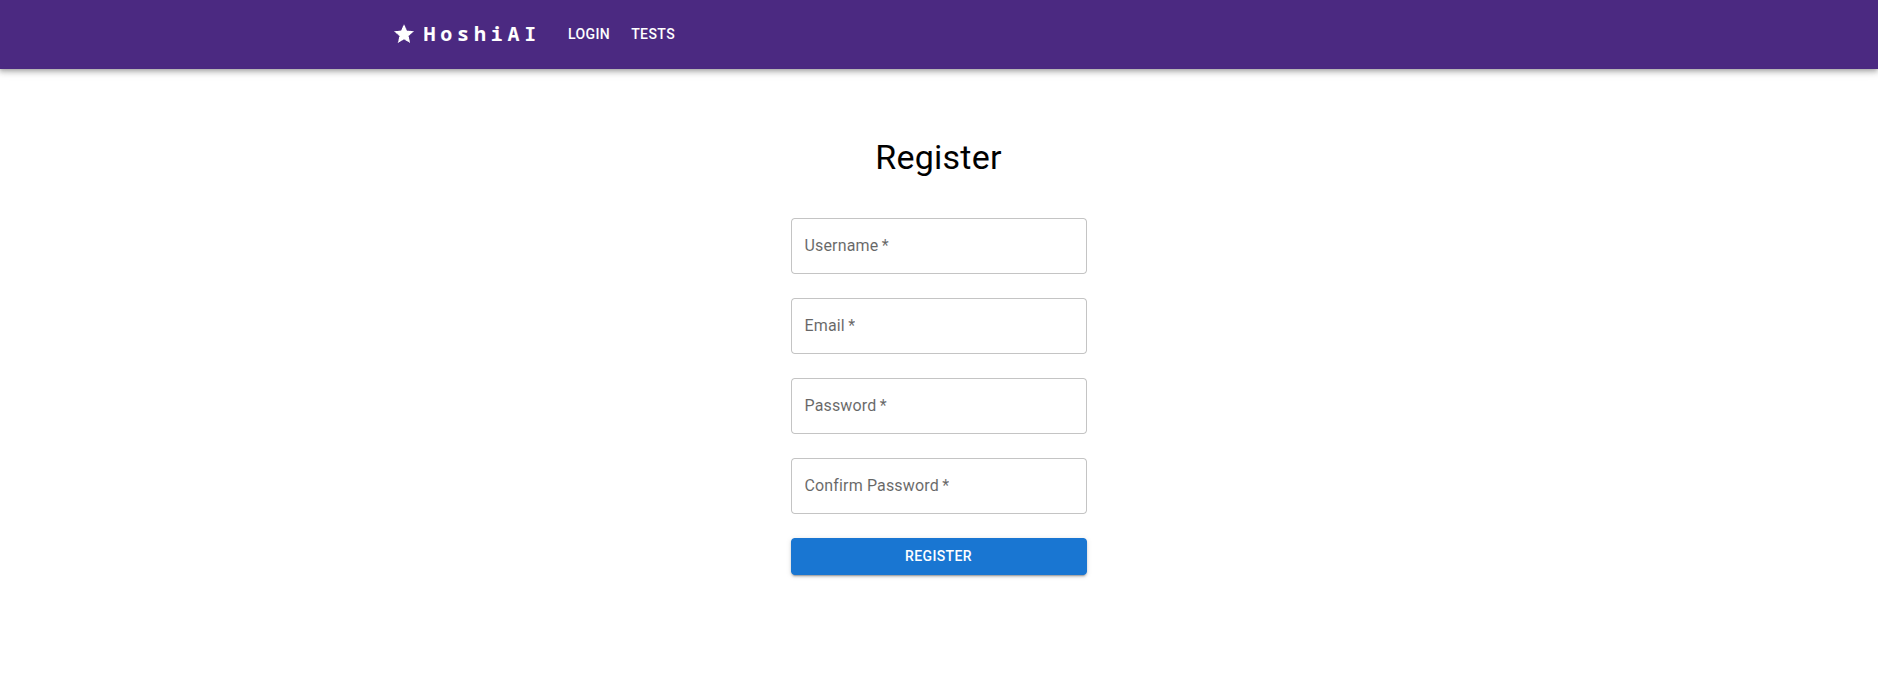 HoshiAI LOGIN TESTS
Register
Username *
Email *
Password *
Confirm Password *
REGISTER